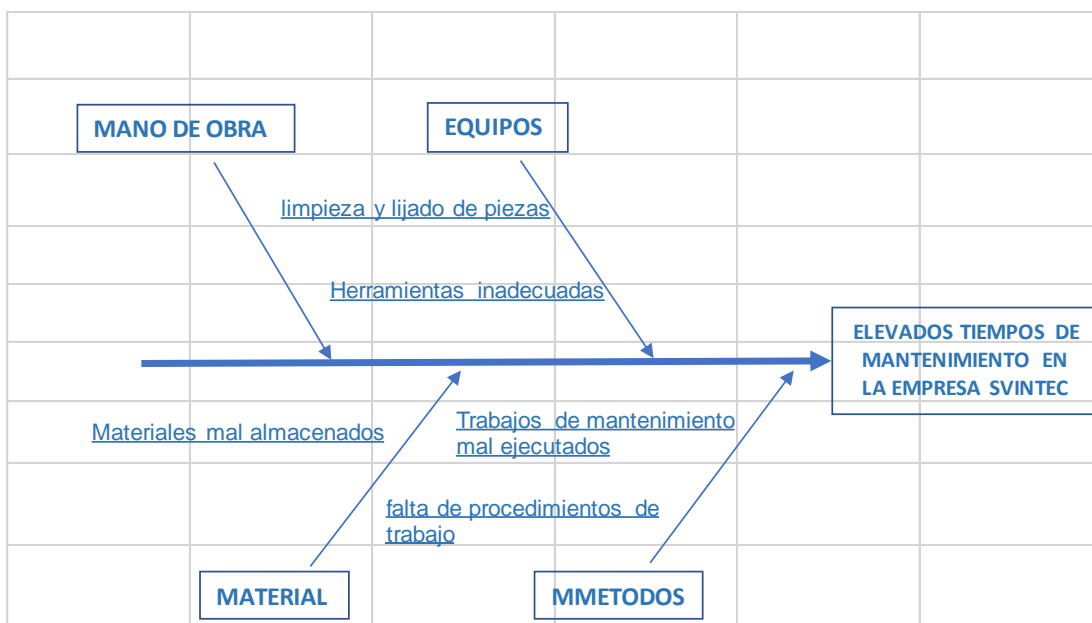 MANO DE OBRA
EQUIPOS
limpieza y lijado de piezas
Herramientas inadecuadas
ELEVADOS TIEMPOS DE
MANTENIMIENTO EN
LA EMPRESA SVINTEC
Materiales mal almacenados
Trabajos de mantenimiento
mal ejecutados
falta de procedimientos de
trabajo
MATERIAL
MMETODOS